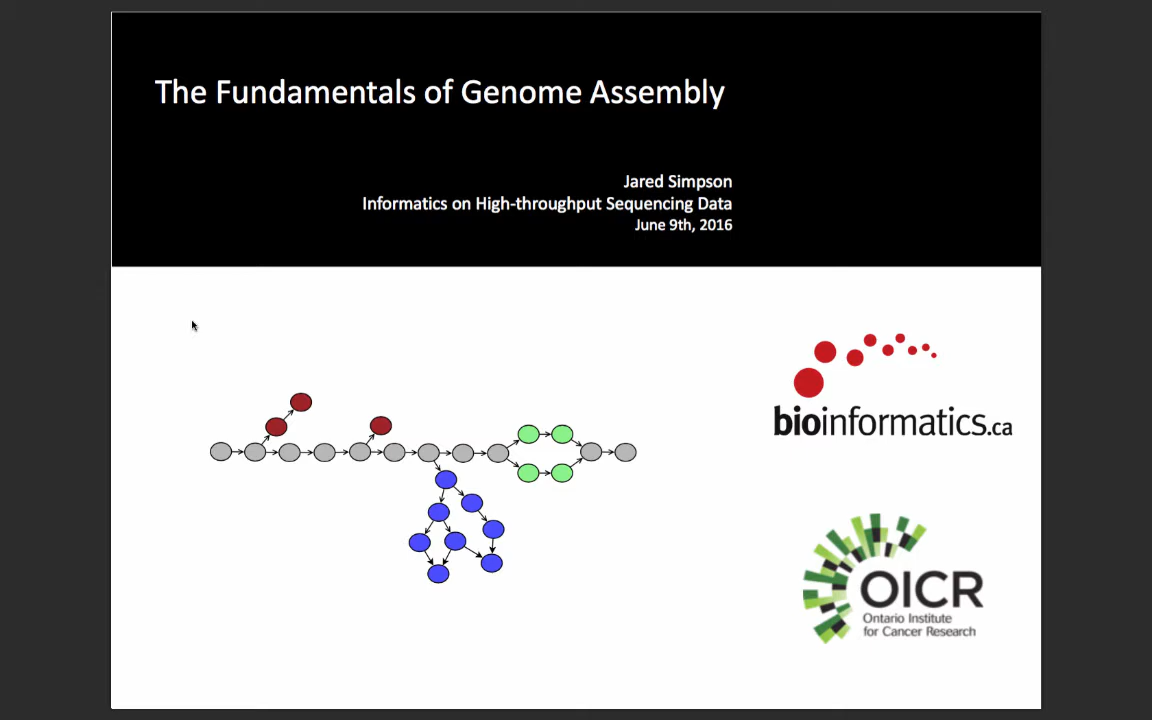 The Fundamentals of Genome Assembly
Jared Simpson
Informatics on High-throughput Sequencing Data
June 9th, 2016
bioinformatics.ca
OICR
Ontario Institute
for Cancer Research